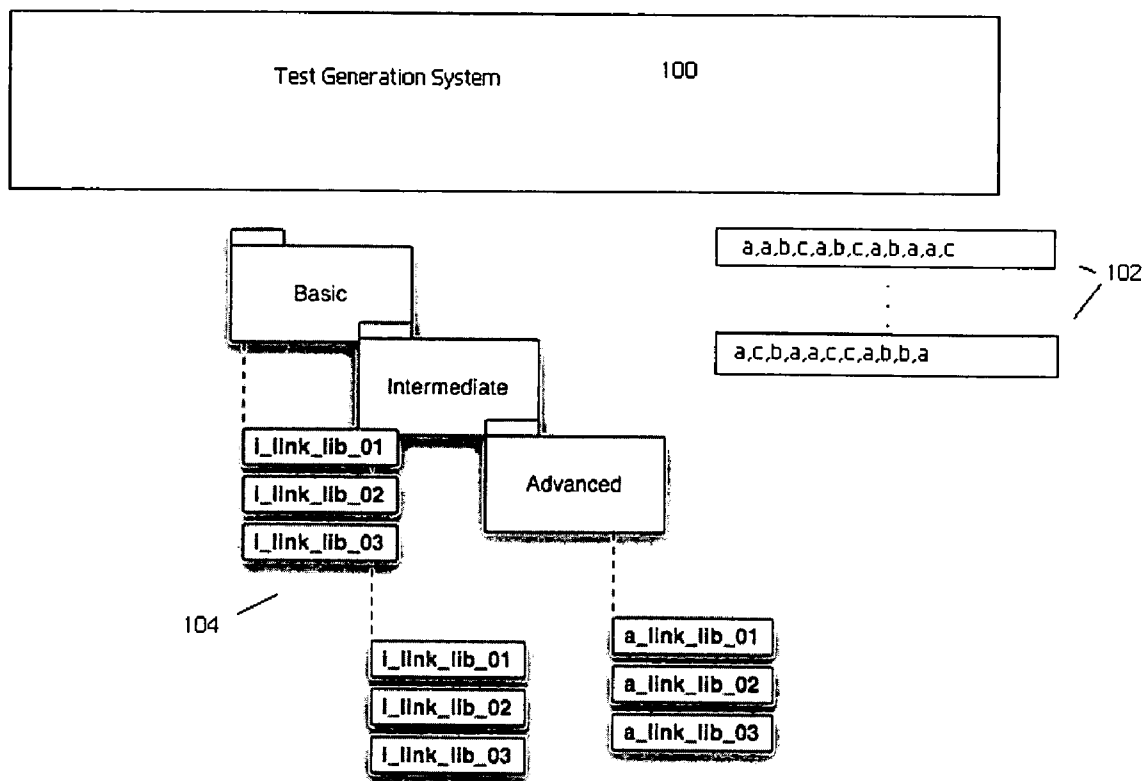 Test Generation System 100
Basic
a,a,b,c,a,b,c,a,b,a,a,c
102
Intermediate
a,c,b,a,a,c,c,a,b,b,a
i_link_lib_01
i_link_lib_02
i_link_lib_03
Advanced
104
i_link_lib_01
i_link_lib_02
i_link_lib_03
a_link_lib_01
a_link_lib_02
a_link_lib_03